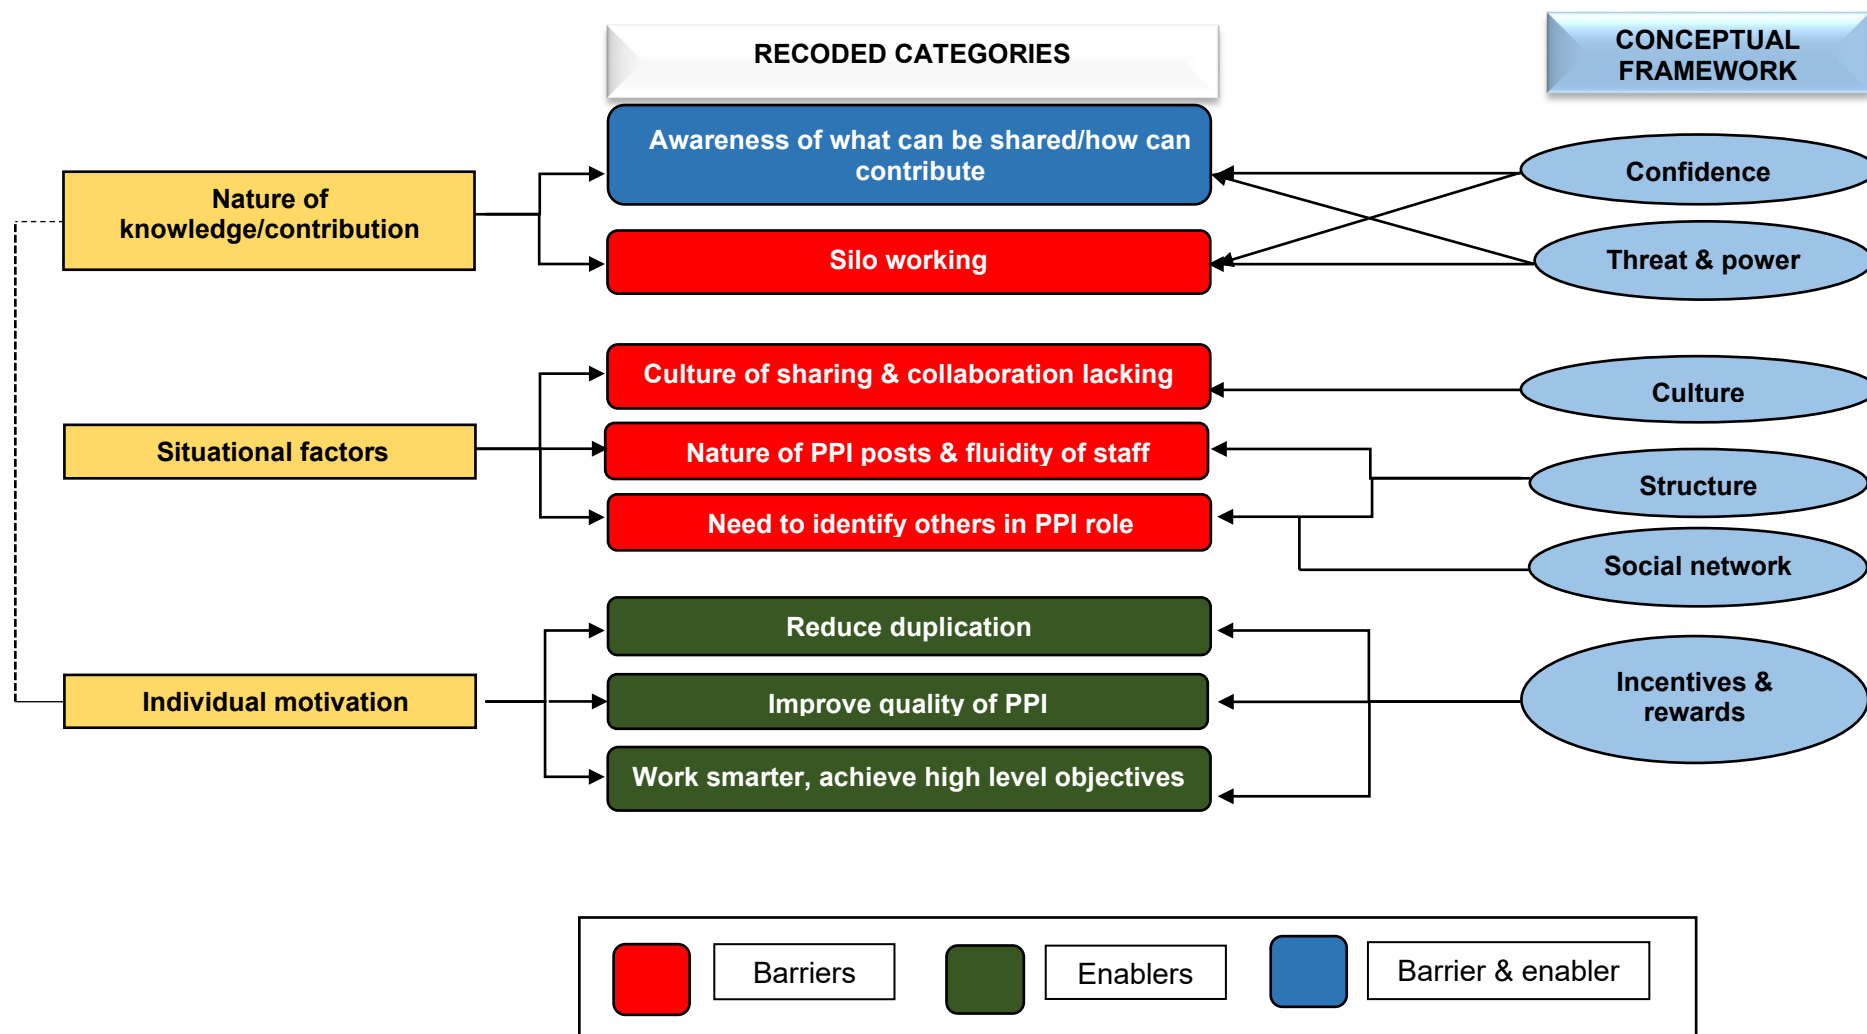 RECODED CATEGORIES
CONCEPTUAL
FRAMEWORK
Nature of
knowledge/contribution
Awareness of what can be shared/how can
contribute
Silo working
Confidence
Threat & power
Situational factors
Culture of sharing & collaboration lacking
Nature of PPI posts & fluidity of staff
Need to identify others in PPI role
Culture
Structure
Social network
Individual motivation
Reduce duplication
Improve quality of PPI
Work smarter, achieve high level objectives
Incentives &
rewards
Barriers
Enablers
Barrier & enabler